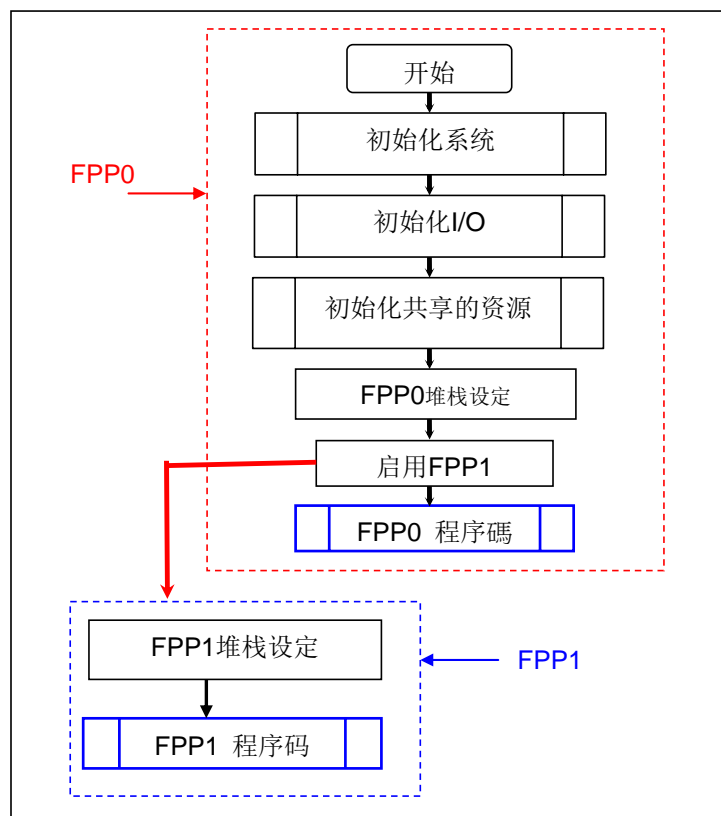 开始
初始化系统
FPP0
初始化I/O
初始化共享的资源
FPP0堆栈设定
启用FPP1
FPP0 程序碼
FPP1堆栈设定
FPP1
FPP1 程序码